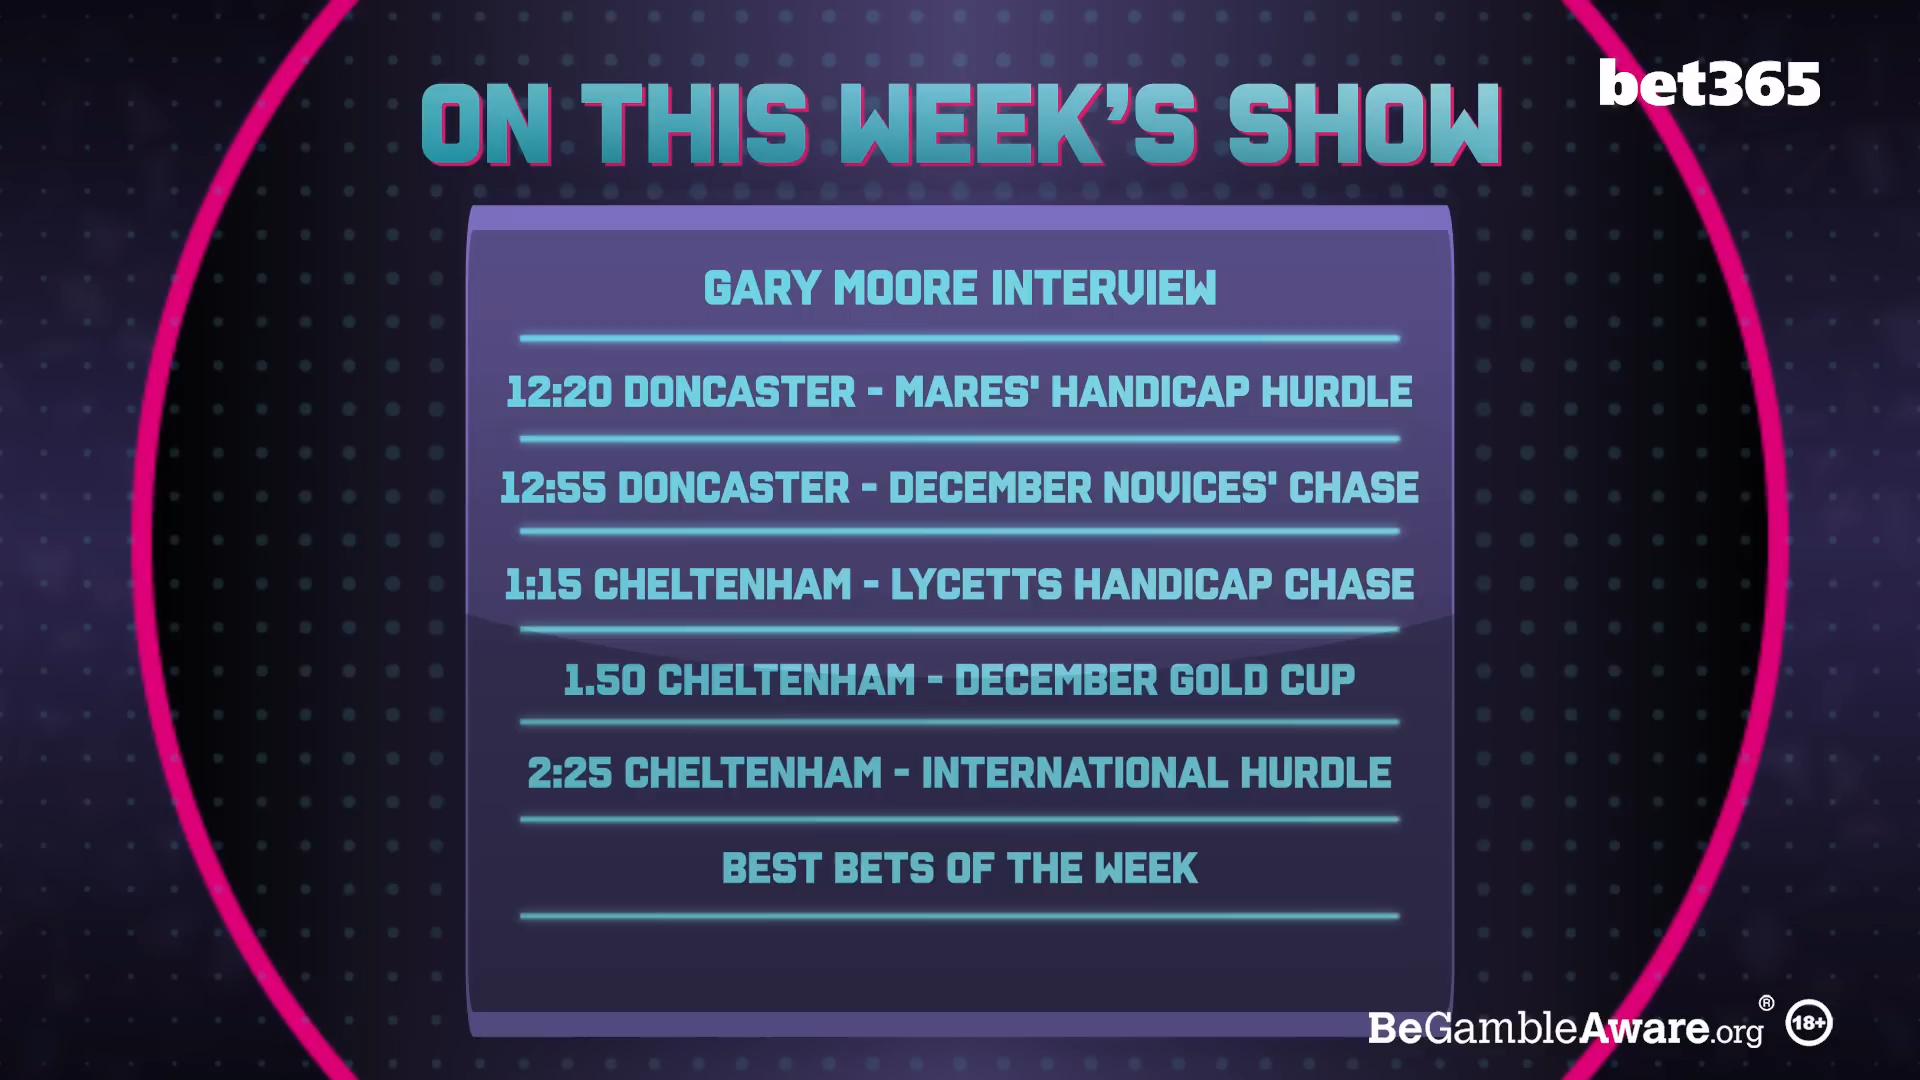 ON THIS WEEK'S SHOW
bet365
GARY MOORE INTERVIEW
12:20 DONCASTER - MARES' HANDICAP HURDLE
12:55 DONCASTER - DECEMBER NOVICES' CHASE
1:15 CHELTENHAM - LYCETTS HANDICAP CHASE
1.50 CHELTENHAM - DECEMBER GOLD CUP
2:25 CHELTENHAM - INTERNATIONAL HURDLE
BEST BETS OF THE WEEK
BeGambleAware.org® 18+